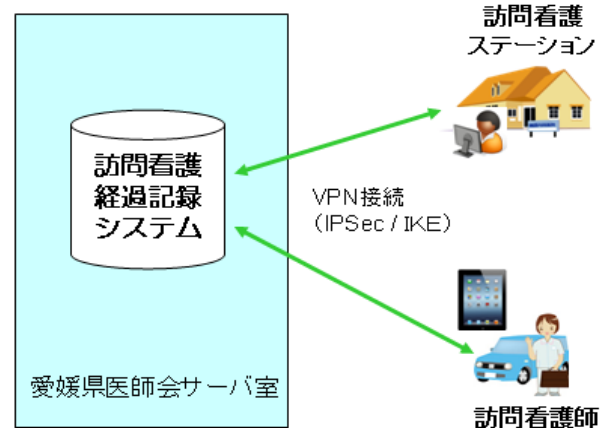 訪問看護
ステーション
訪問看護
経過記録
システム
VPN接続
（IPSec / IKE）
愛媛県医師会サーバ室
訪問看護師